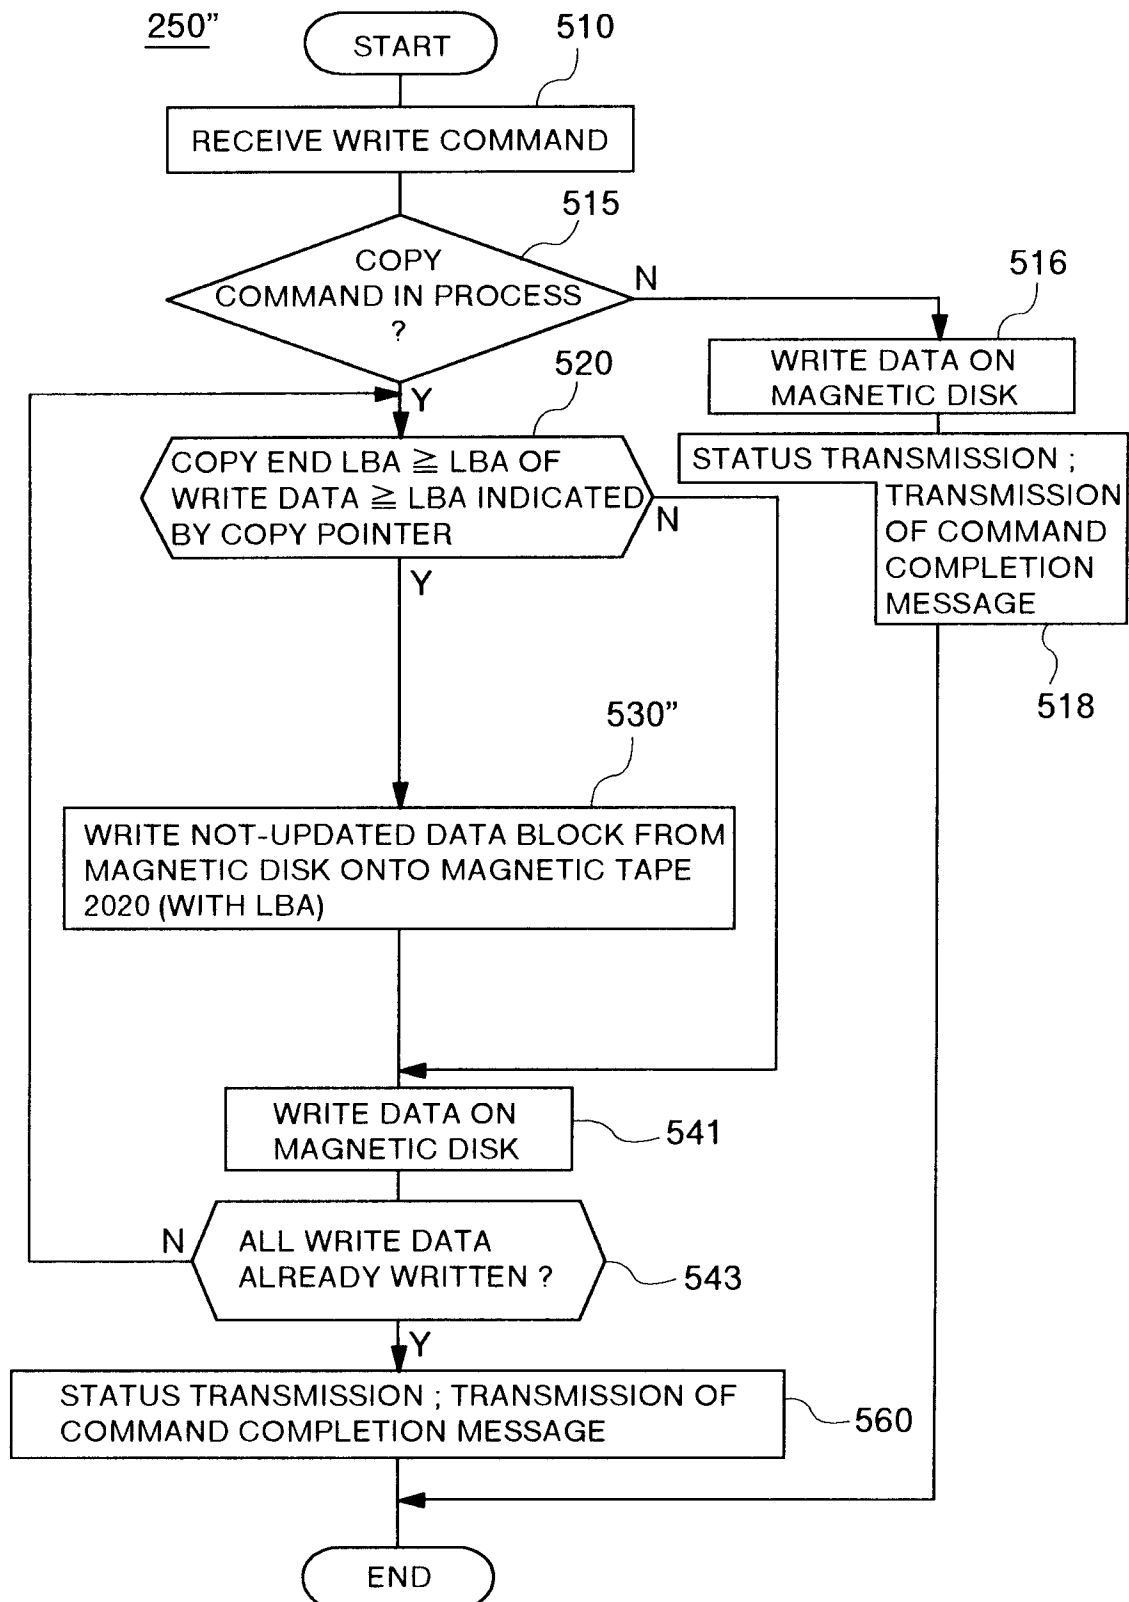 250”
START
510
RECEIVE WRITE COMMAND
515
COPY
COMMAND IN PROCESS
?
N
516
WRITE DATA ON
MAGNETIC DISK
Y
520
COPY END LBA ≧ LBA OF
WRITE DATA ≧ LBA INDICATED
BY COPY POINTER
N
Y
STATUS TRANSMISSION ;
TRANSMISSION
OF COMMAND
COMPLETION
MESSAGE
518
530”
WRITE NOT-UPDATED DATA BLOCK FROM
MAGNETIC DISK ONTO MAGNETIC TAPE
2020 (WITH LBA)
WRITE DATA ON
MAGNETIC DISK
541
N
ALL WRITE DATA
ALREADY WRITTEN ?
543
Y
STATUS TRANSMISSION ; TRANSMISSION OF
COMMAND COMPLETION MESSAGE
560
END